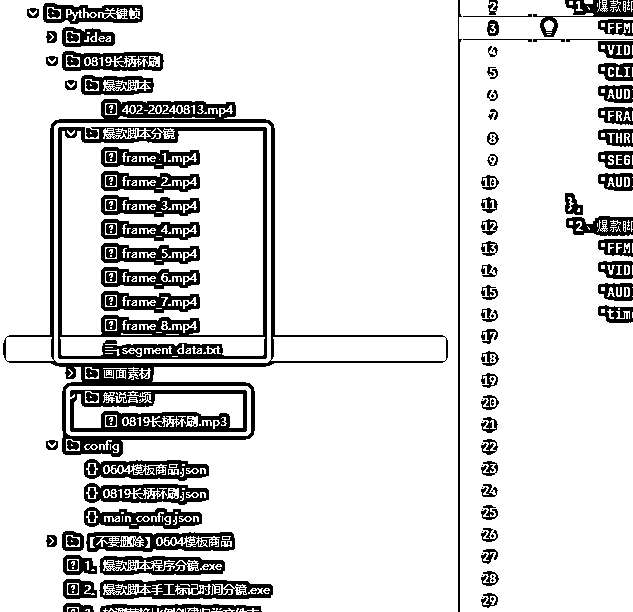 Python关键帧
.idea
0819长柄杯刷
爆款脚本
402-20240813.mp4
爆款脚本分镜
frame_1.mp4
frame_2.mp4
frame_3.mp4
frame_4.mp4
frame_5.mp4
frame_6.mp4
frame_7.mp4
frame_8.mp4
segment_data.txt
画面素材
解说音频
0819长柄杯刷.mp3
config
0604模板商品.json
0819长柄杯刷.json
main_config.json
【不要删除】0604模板商品
1、爆款脚本程序分镜.exe
2、爆款脚本手工标记时间分镜.exe
2 "1、爆款脚
3 "FFM
4 "VID
5 "CLI
6 "AUD
7 "FRA
8 "THR
9 "SEG
10 "AUD
11 },
12 "2、爆款脚
13 "FFM
14 "VID
15 "AUD
16 "tim
17
18
19
20
21
22
23
24
25
26
27
28
29